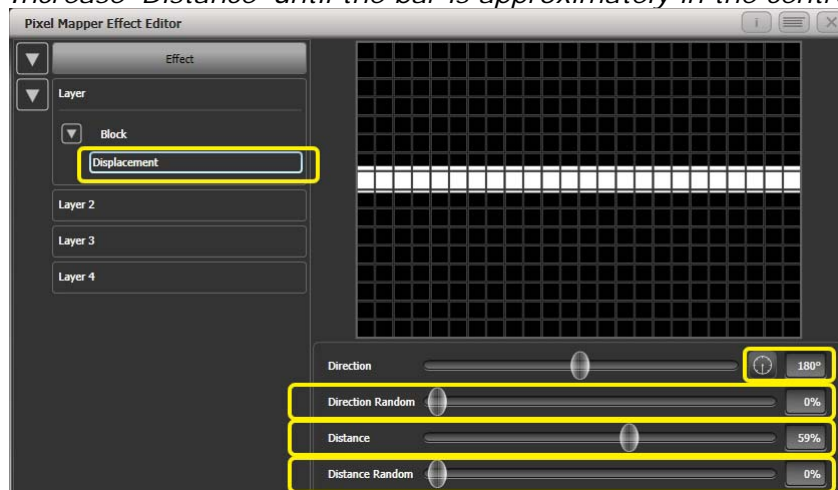 Increase 'Distance' until the bar is approximately in the centre
Pixel Mapper Effect Editor
Effect
Layer
Block
Displacement
Layer 2
Layer 3
Layer 4
Direction 180°
Direction Random 0%
Distance 59%
Distance Random 0%